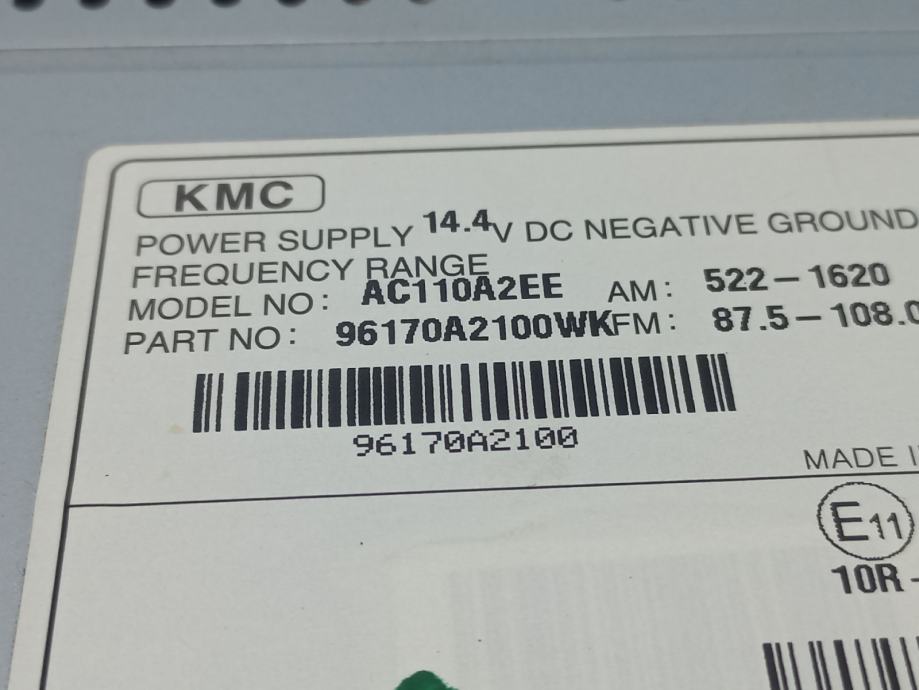 KMC
POWER SUPPLY 14.4V DC NEGATIVE GROUND
FREQUENCY RANGE
MODEL NO: AC110A2EE AM: 522-1620
PART NO: 96170A2100WK FM: 87.5-108.0
96170A2100
MADE
E11
10R-